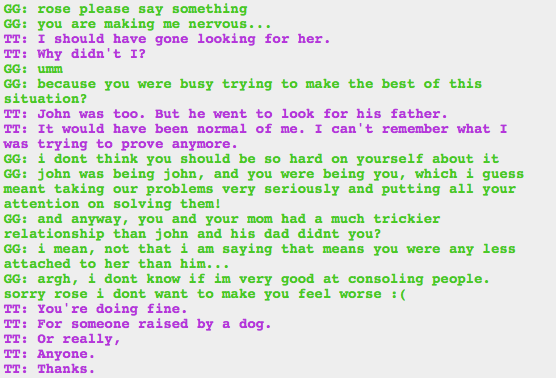 GG: rose please say something
GG: you are making me nervous...
TT: I should have gone looking for her.
TT: Why didn't I?
GG: umm
GG: because you were busy trying to make the best of this
situation?
TT: John was too. But he went to look for his father.
TT: It would have been normal of me. I can't remember what I
was trying to prove anymore.
GG: i dont think you should be so hard on yourself about it
GG: john was being john, and you were being you, which i guess
meant taking our problems very seriously and putting all your
attention on solving them!
GG: and anyway, you and your mom had a much trickier
relationship than john and his dad didnt you?
GG: i mean, not that i am saying that means you were any less
attached to her than him...
GG: argh, i dont know if im very good at consoling people.
sorry rose i dont want to make you feel worse :(
TT: You're doing fine.
TT: For someone raised by a dog.
TT: Or really,
TT: Anyone.
TT: Thanks.